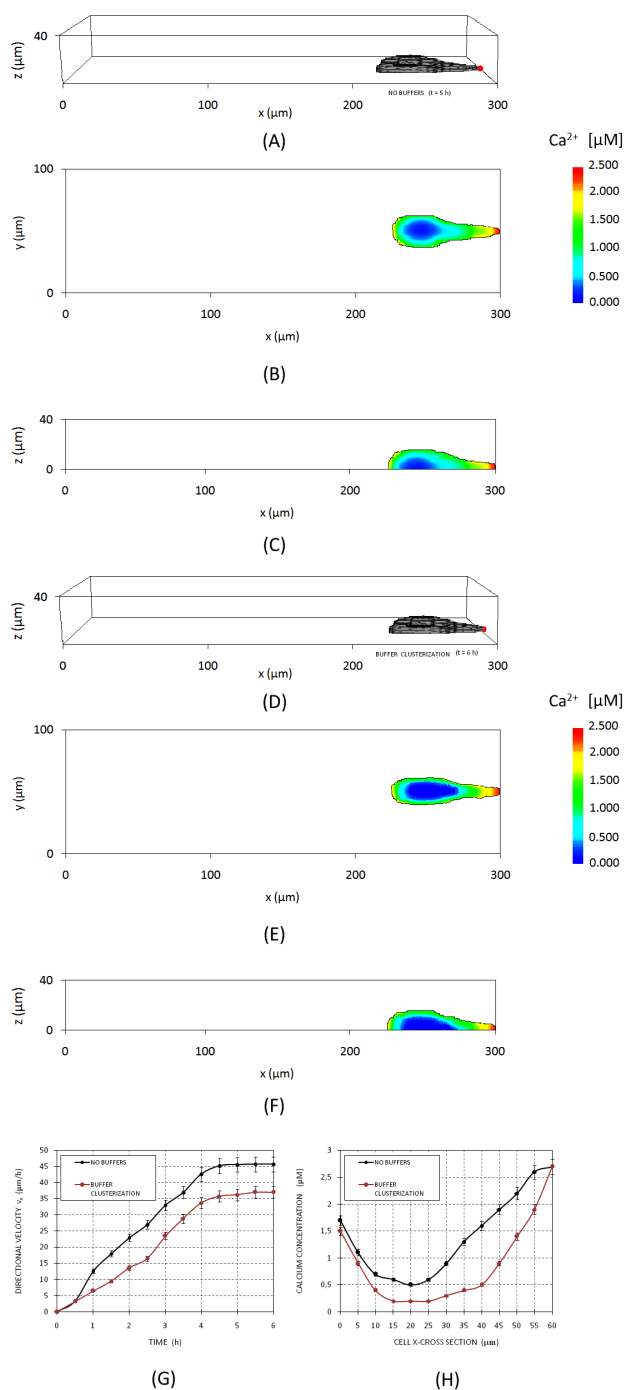 40
z (µm)
0
100
200
300
NO BUFFERS (t = 5 h)
x (µm)
(A)
Ca²⁺ [µM]
100
y (µm)
0
0
100
200
300
x (µm)
2.500
2.000
1.500
1.000
0.500
0.000
(B)
40
z (µm)
0
0
100
200
300
x (µm)
(C)
40
z (µm)
0
100
200
300
BUFFER CLUSTERIZATION (t = 6 h)
x (µm)
(D)
Ca²⁺ [µM]
100
y (µm)
0
0
100
200
300
x (µm)
2.500
2.000
1.500
1.000
0.500
0.000
(E)
40
z (µm)
0
0
100
200
300
x (µm)
(F)
DIRECTIONAL VELOCITY vₓ (µm/h)
50
45
40
35
30
25
20
15
10
5
0
NO BUFFERS
BUFFER
CLUSTERIZATION
0 1 2 3 4 5 6
TIME (h)
(G)
CALCIUM CONCENTRATION (µM)
3
2,5
2
1,5
1
0,5
0
NO BUFFERS
BUFFER
CLUSTERIZATION
0 5 10 15 20 25 30 35 40 45 50 55 60
CELL X-CROSS SECTION (µm)
(H)